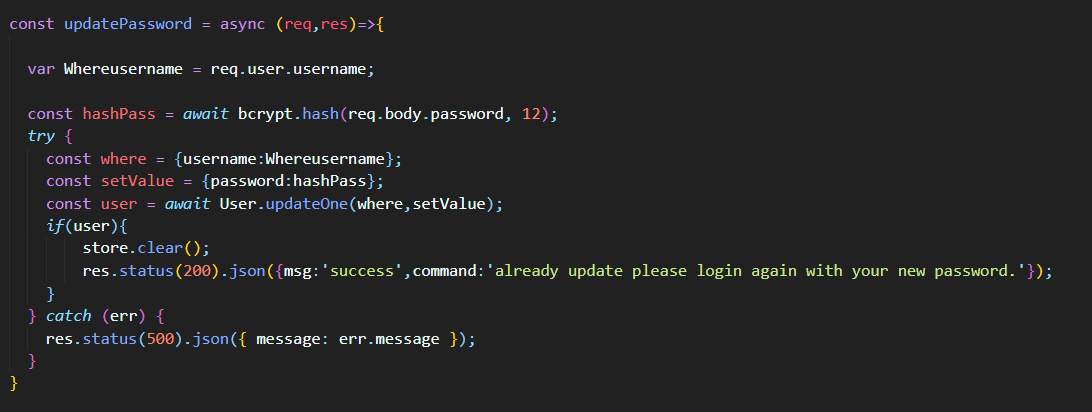 const updatePassword = async (req,res)=>{
var Whereusername = req.user.username;
const hashPass = await bcrypt.hash(req.body.password, 12);
try {
const where = {username:Whereusername};
const setValue = {password:hashPass};
const user = await User.updateOne(where,setValue);
if(user){
store.clear();
res.status(200).json({msg:'success',command:'already update please login again with your new password.'});
}
} catch (err) {
res.status(500).json({ message: err.message });
}
}